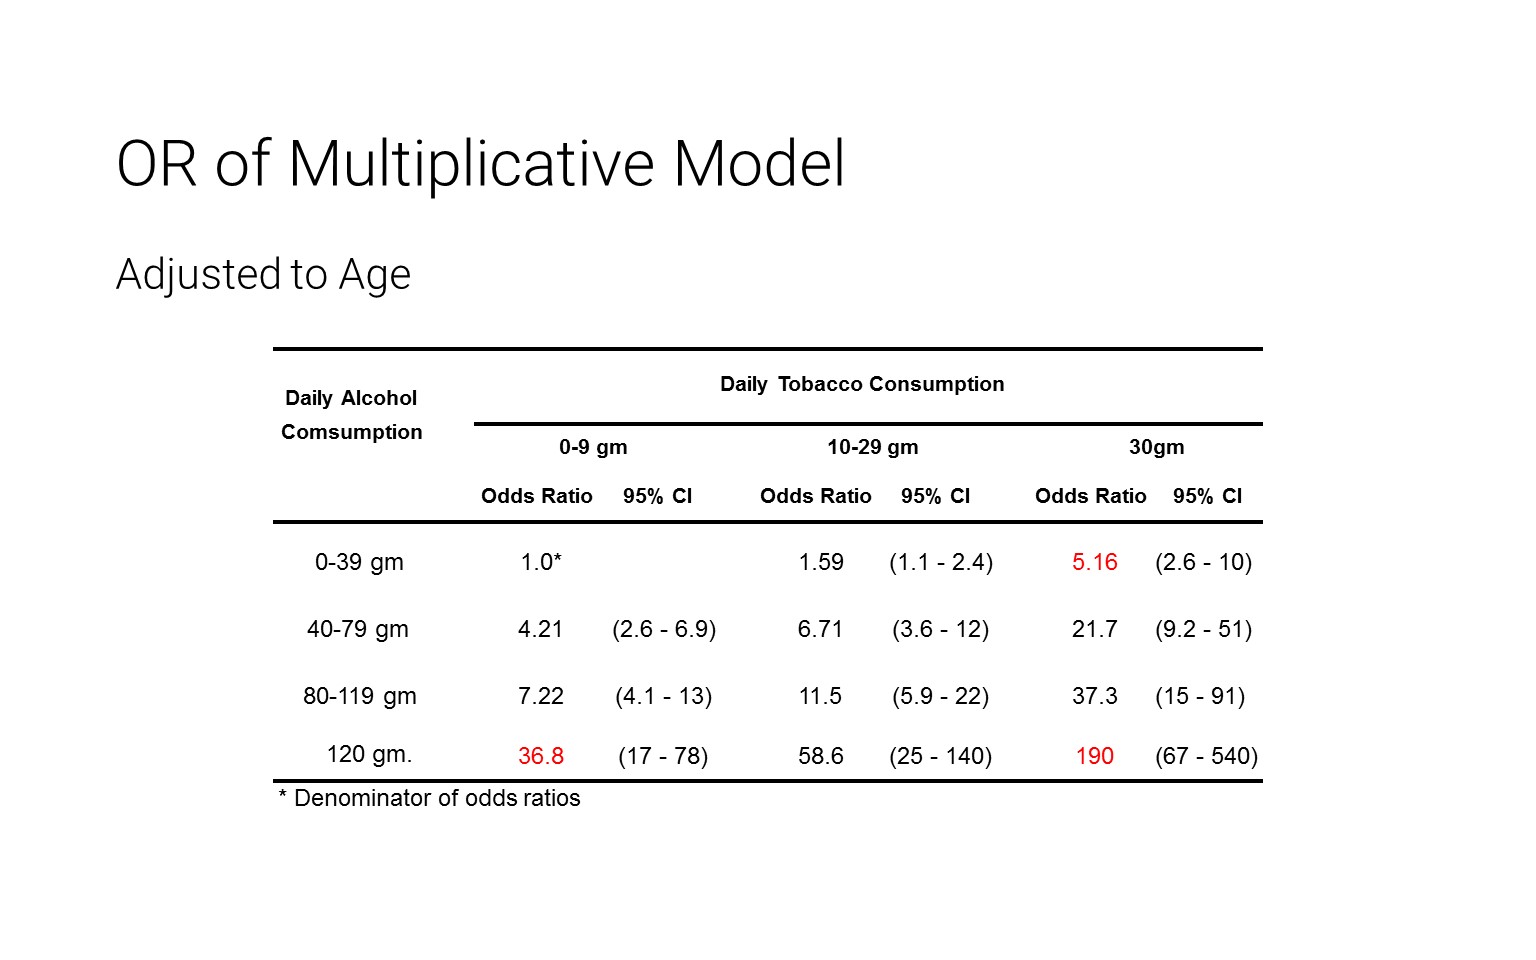 OR of Multiplicative Model
Adjusted to Age
Daily Tobacco Consumption
Daily Alcohol
Comsumption
0-9 gm 10-29 gm 30gm
Odds Ratio 95% CI Odds Ratio 95% CI Odds Ratio 95% CI
0-39 gm 1.0* 1.59 (1.1 - 2.4) 5.16 (2.6 - 10)
40-79 gm 4.21 (2.6 - 6.9) 6.71 (3.6 - 12) 21.7 (9.2 - 51)
80-119 gm 7.22 (4.1 - 13) 11.5 (5.9 - 22) 37.3 (15 - 91)
120 gm. 36.8 (17 - 78) 58.6 (25 - 140) 190 (67 - 540)
* Denominator of odds ratios